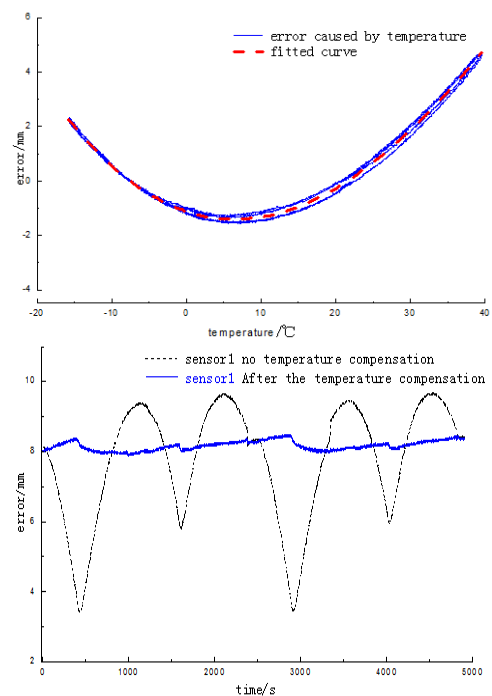 6
error caused by temperature
fitted curve
4
2
0
-2
-4
error/mm
-20 -10 0 10 20 30 40
temperature/℃
sensor1 no temperature compensation
sensor1 After the temperature compensation
10
8
6
4
2
error/mm
0 1000 2000 3000 4000 5000
time/s